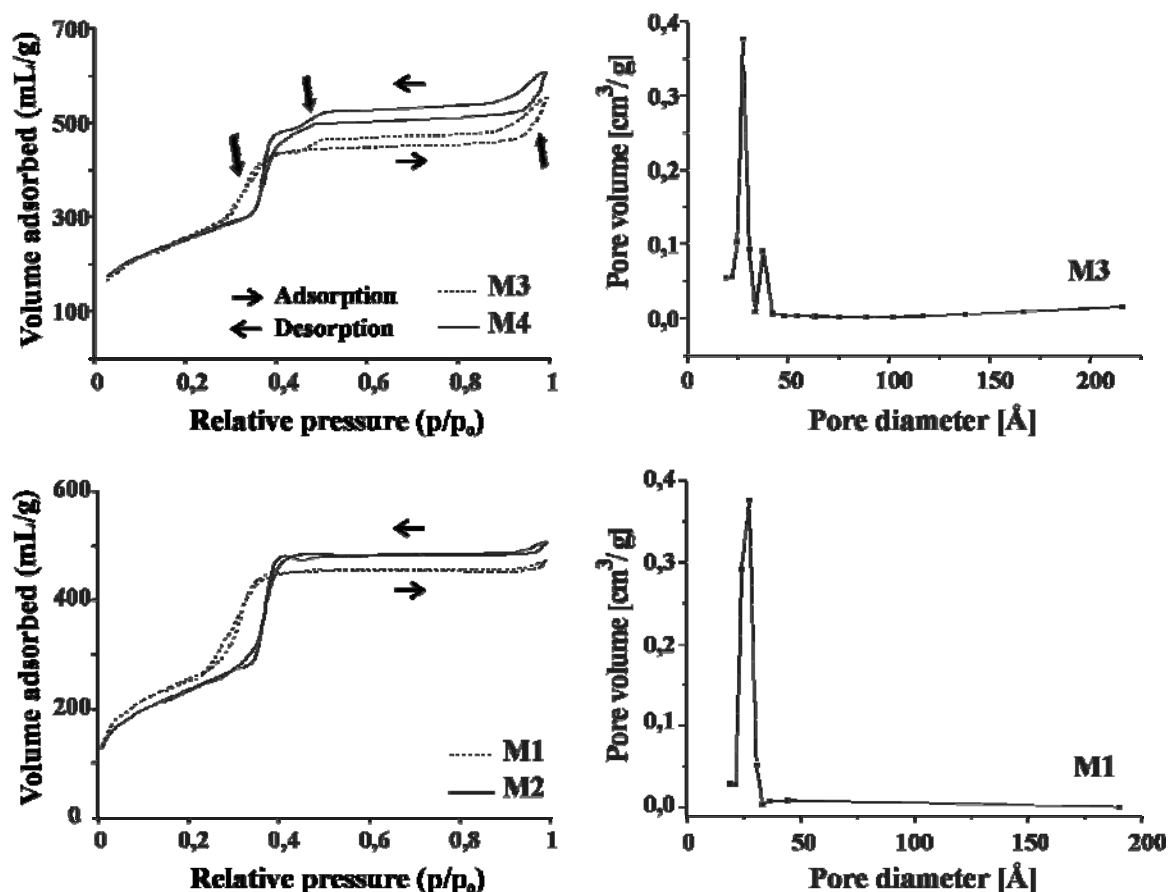 Volume adsorbed (mL/g)
700
500
300
100
→ Adsorption
← Desorption
M3
M4
0
0,2
0,4
0,6
0,8
1
Relative pressure (p/p₀)
Pore volume [cm³/g]
0,4
0,3
0,2
0,1
0,0
M3
0
50
100
150
200
Pore diameter [Å]
Volume adsorbed (mL/g)
600
400
200
0
M1
M2
0
0,2
0,4
0,6
0,8
1
Relative pressure (p/p₀)
Pore volume [cm³/g]
0,4
0,3
0,2
0,1
0,0
M1
0
50
100
150
200
Pore diameter [Å]